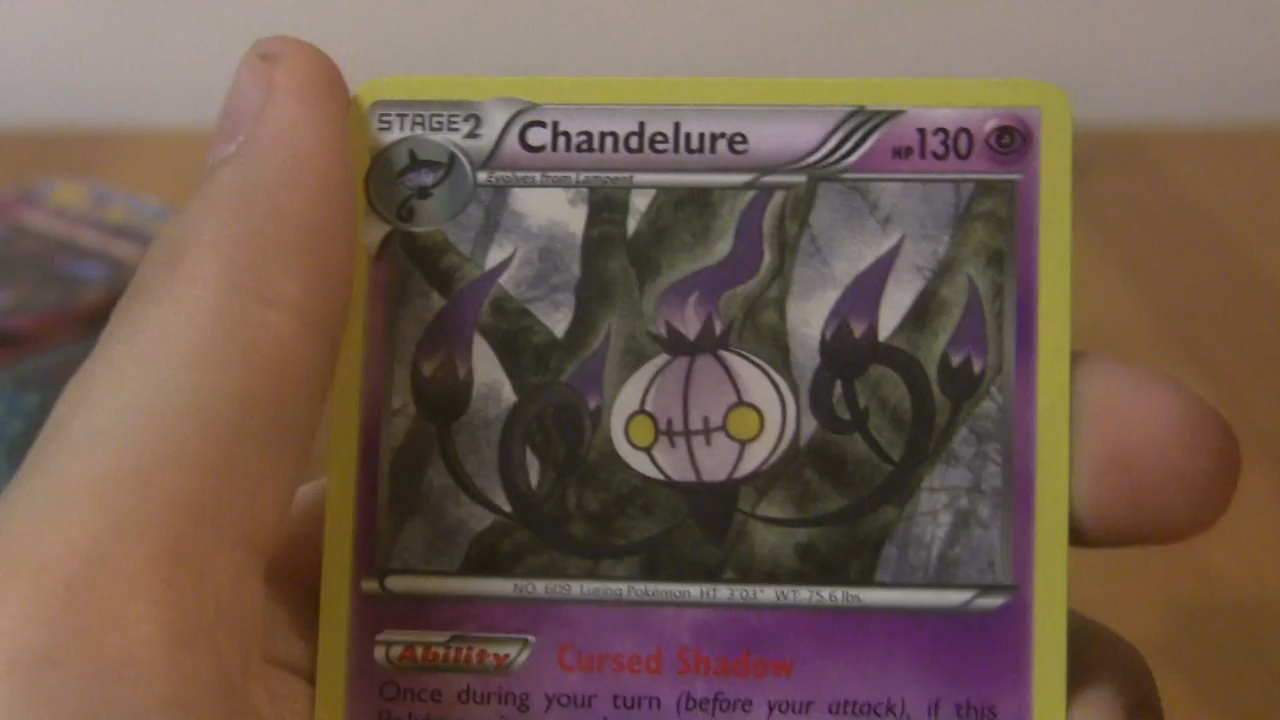 STAGE2 Chandelure HP130
Evolves from Lampent
NO. 609 Luring Pokémon HT. 3'03" WT. 75.6 lbs.
Ability Cursed Shadow
Once during your turn (before your attack), if this